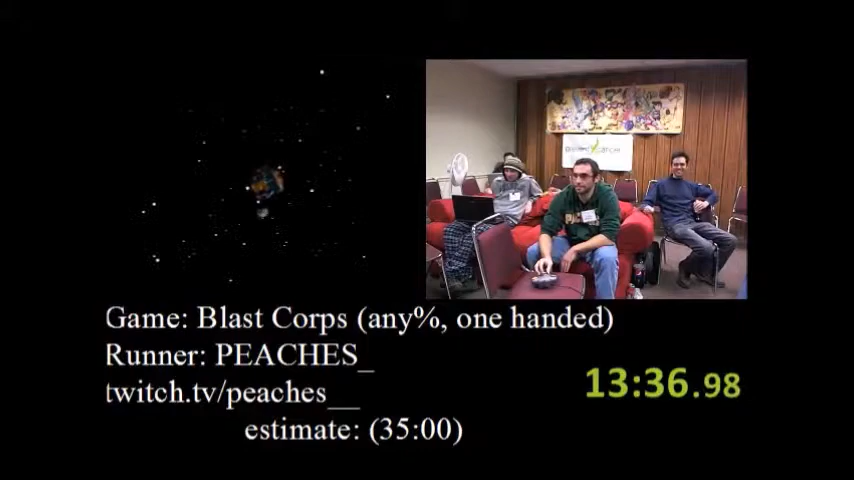 Game: Blast Corps (any%, one handed)
Runner: PEACHES_
twitch.tv/peaches__
13:36.98
estimate: (35:00)